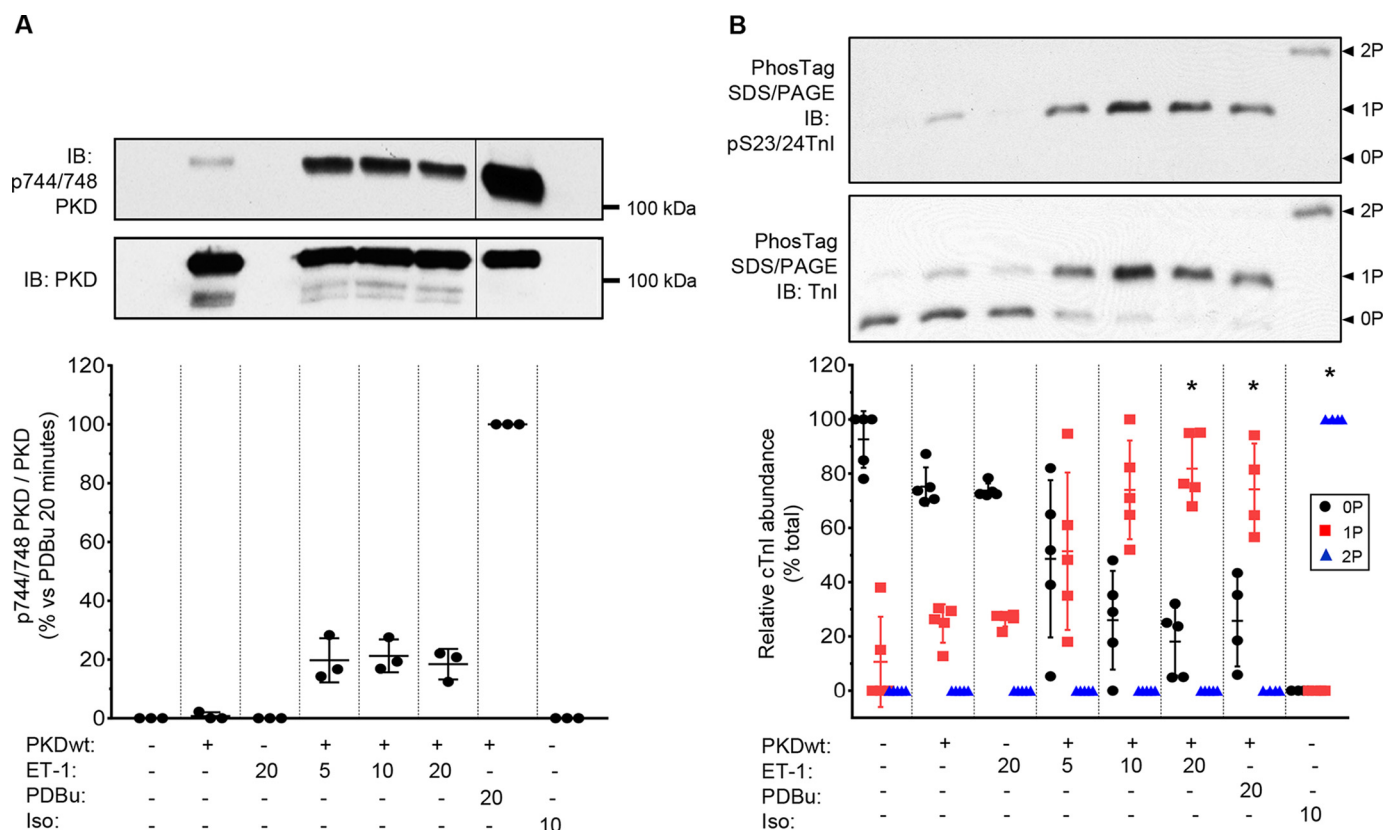 A
IB:
p744/748
PKD
100 kDa
IB: PKD
100 kDa
p744/748 PKD / PKD
(% vs PDBu 20 minutes)
120
100
80
60
40
20
0
PKDwt: - + - + + + + -
ET-1: - - 20 5 10 20 - -
PDBu: - - - - - - 20 -
Iso: - - - - - - - 10
B
PhosTag
SDS/PAGE
IB:
pS23/24TnI
2P
1P
0P
PhosTag
SDS/PAGE
IB: TnI
2P
1P
0P
Relative cTnI abundance
(% total)
120
100
80
60
40
20
0
* * *
0P
1P
2P
PKDwt: - + - + + + + -
ET-1: - - 20 5 10 20 - -
PDBu: - - - - - - 20 -
Iso: - - - - - - - 10